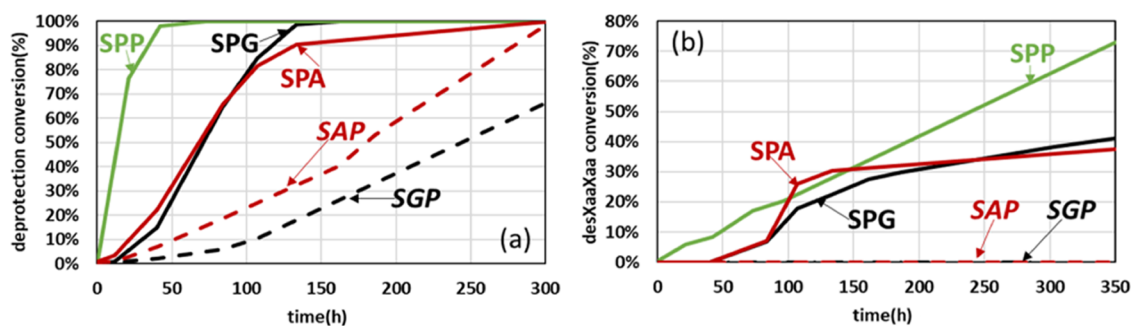 deprotection conversion(%)
100%
90%
80%
70%
60%
50%
40%
30%
20%
10%
0%
SPP
SPG
SPA
SAP
SGP
(a)
0 50 100 150 200 250 300
time(h)
desXaaXaa conversion(%)
80%
70%
60%
50%
40%
30%
20%
10%
0%
(b)
SPP
SPA
SPG
SAP
SGP
0 50 100 150 200 250 300 350
time(h)